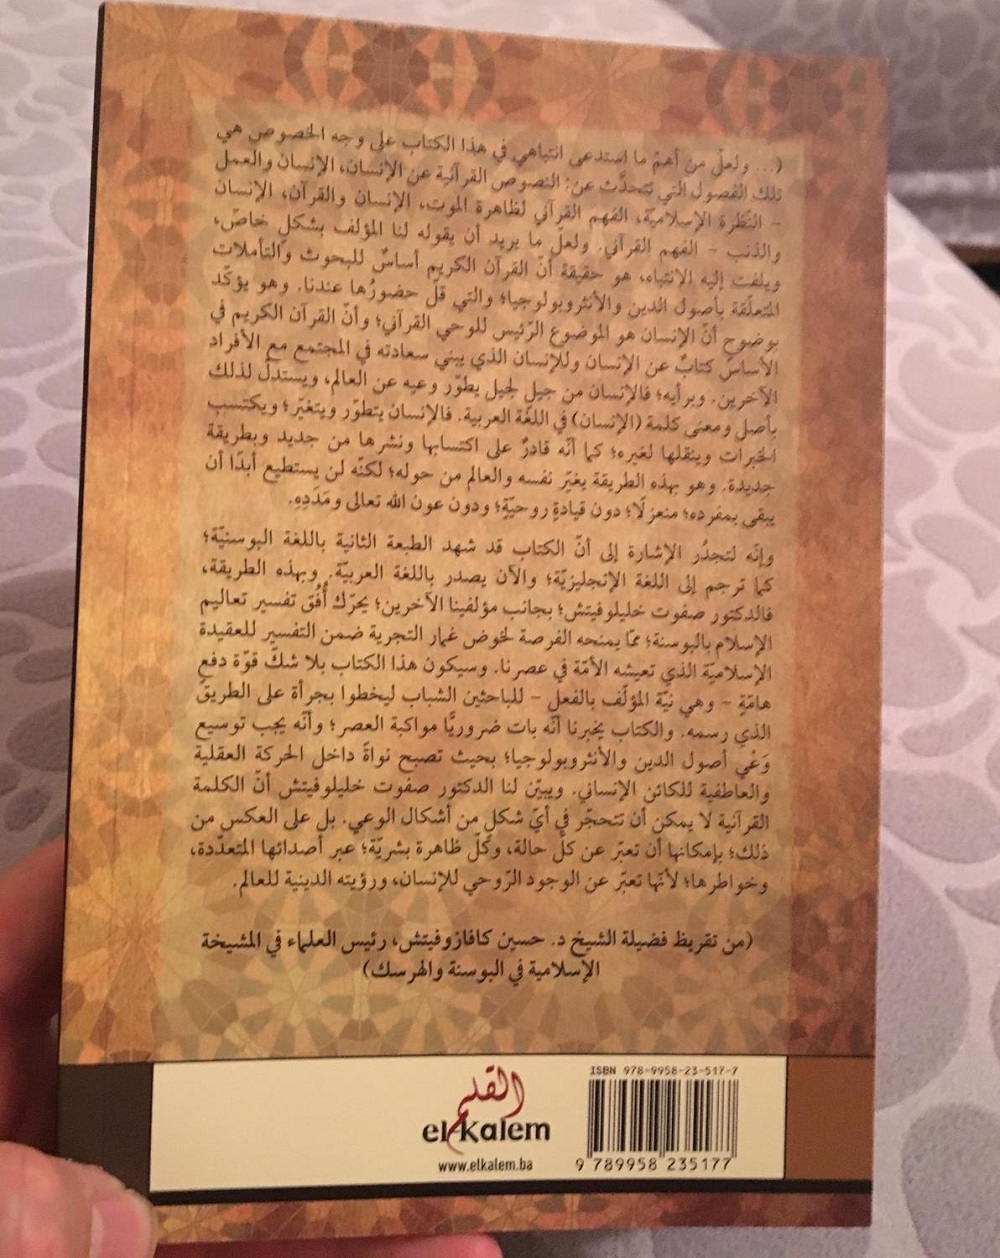 (... ولعلّ من أهمّ ما استدعى انتباهي في هذا الكتاب على وجه الخصوص هي
تلك الفصول التي تتحدّث عن: النصوص القرآنية عن الإنسان، الإنسان والعمل
- النّظرة الإسلاميّة، الفهم القرآني لظاهرة الموت، الإنسان والقرآن، الإنسان
والذنب - الفهم القرآني. ولعلّ ما يريد أن يقوله لنا المؤلف بشكلٍ خاصّ،
ويلفت إليه الانتباه، هو حقيقة أنّ القرآن الكريم أساسٌ للبحوث والتأملات
المتعلّقة بأصول الدين والأنثروبولوجيا؛ والتي قلّ حضورُها عندنا. وهو يؤكّد
بوضوحٍ أنّ الإنسان هو الموضوع الرّئيس للوحي القرآني؛ وأنّ القرآن الكريم في
الأساس كتابٌ عن الإنسان وللإنسان الذي يبني سعادته في المجتمع مع الأفراد
الآخرين. وبرأيه؛ فالإنسان من جيلٍ لجيل يطوّر وعيه عن العالم، ويستدلّ لذلك
بأصل ومعنى كلمة (الإنسان) في اللغة العربية. فالإنسان يتطوّر ويتغيّر؛ ويكتسب
الخبرات وينقلها لغيره؛ كما أنّه قادرٌ على اكتسابها ونشرها من جديد وبطريقة
جديدة. وهو بهذه الطريقة يغيّر نفسه والعالم من حوله؛ لكنّه لن يستطيع أبدًا أن
يبقى بمفرده؛ منعزلًا؛ دون قيادةٍ روحيّةٍ؛ ودون عون الله تعالى ومَدَدِهِ.
وإنّه لتجدُر الإشارة إلى أنّ الكتاب قد شهد الطبعة الثانية باللغة البوسنيّة؛
كما ترجم إلى اللغة الإنجليزيّة؛ والآن يصدر باللغة العربيّة. وبهذه الطريقة،
فالدكتور صفوت خليلوفيتش؛ بجانب مؤلفينا الآخرين؛ يحرّك أُفُق تفسير تعاليم
الإسلام بالبوسنة؛ ممّا يمنحه الفرصة لخوض غمار التجربة ضمن التفسير للعقيدة
الإسلاميّة الذي تعيشه الأمّة في عصرنا. وسيكون هذا الكتاب بلا شكّ قوّة دفعٍ
هامّةٍ - وهي نيّة المؤلّف بالفعل - للباحثين الشباب ليخطوا بجرأة على الطريق
الذي رسمه. والكتاب يخبرنا أنّه بات ضروريًّا مواكبة العصر؛ وأنّه يجب توسيع
وَعْي أصول الدين والأنثروبولوجيا؛ بحيث تصبح نواةً داخل الحركة العقلية
والعاطفية للكائن الإنساني. ويبيّن لنا الدكتور صفوت خليلوفيتش أنّ الكلمة
القرآنية لا يمكن أن تتحجّر في أيّ شكلٍ من أشكال الوعي. بل على العكس من
ذلك؛ بإمكانها أن تعبّر عن كلّ حالة، وكلّ ظاهرة بشريّة؛ عبر أصدائها المتعدّدة،
وخواطرها؛ لأنّها تعبّر عن الوجود الرّوحي للإنسان، ورؤيته الدينية للعالم.
(من تقريظ فضيلة الشيخ د. حسين كافازوفيتش، رئيس العلماء في المشيخة
الإسلامية في البوسنة والهرسك)
ISBN 978-9958-23-517-7
القلم
el-Kalem
www.elkalem.ba
9 789958 235177